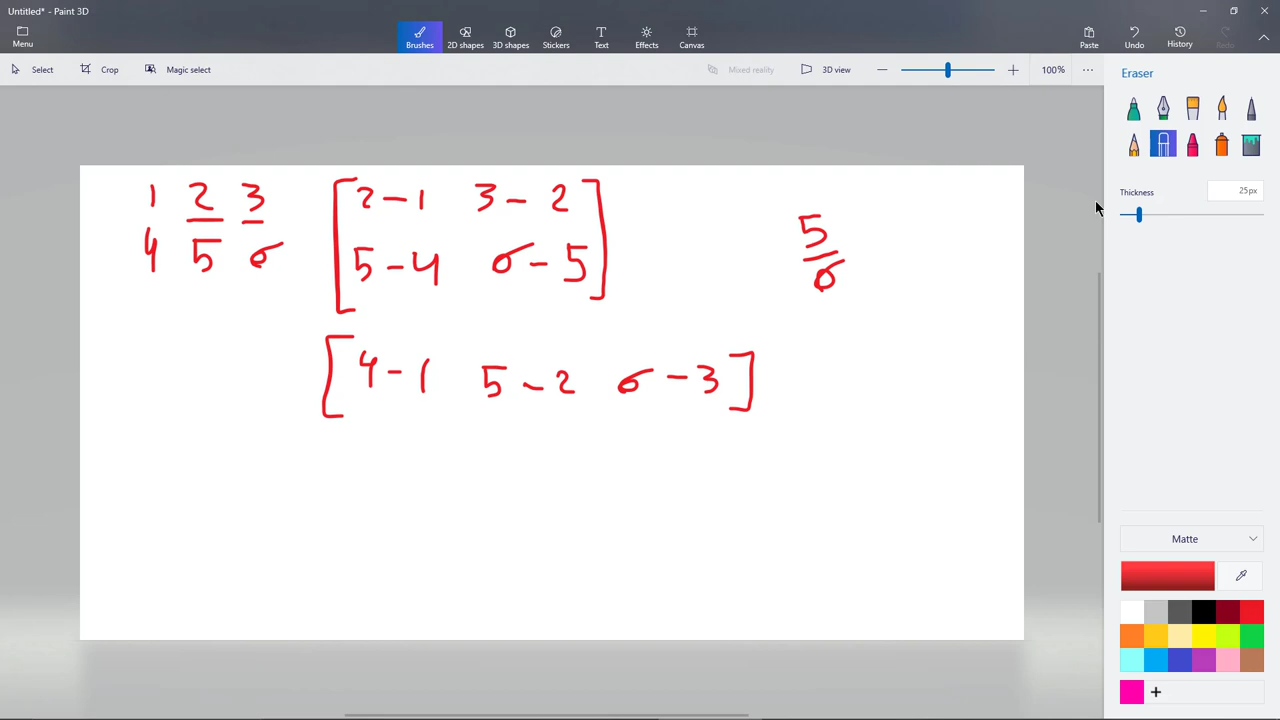 Untitled* - Paint 3D
Menu
Brushes 2D shapes 3D shapes Stickers Text Effects Canvas
Paste Undo History Redo
Select Crop Magic select Mixed reality 3D view 100%
Eraser
Thickness 25px
1 2 3 [2 - 1 3 - 2
4 5 6 5 - 4 6 - 5]
5/6
[4 - 1 5 - 2 6 - 3]
Matte
+